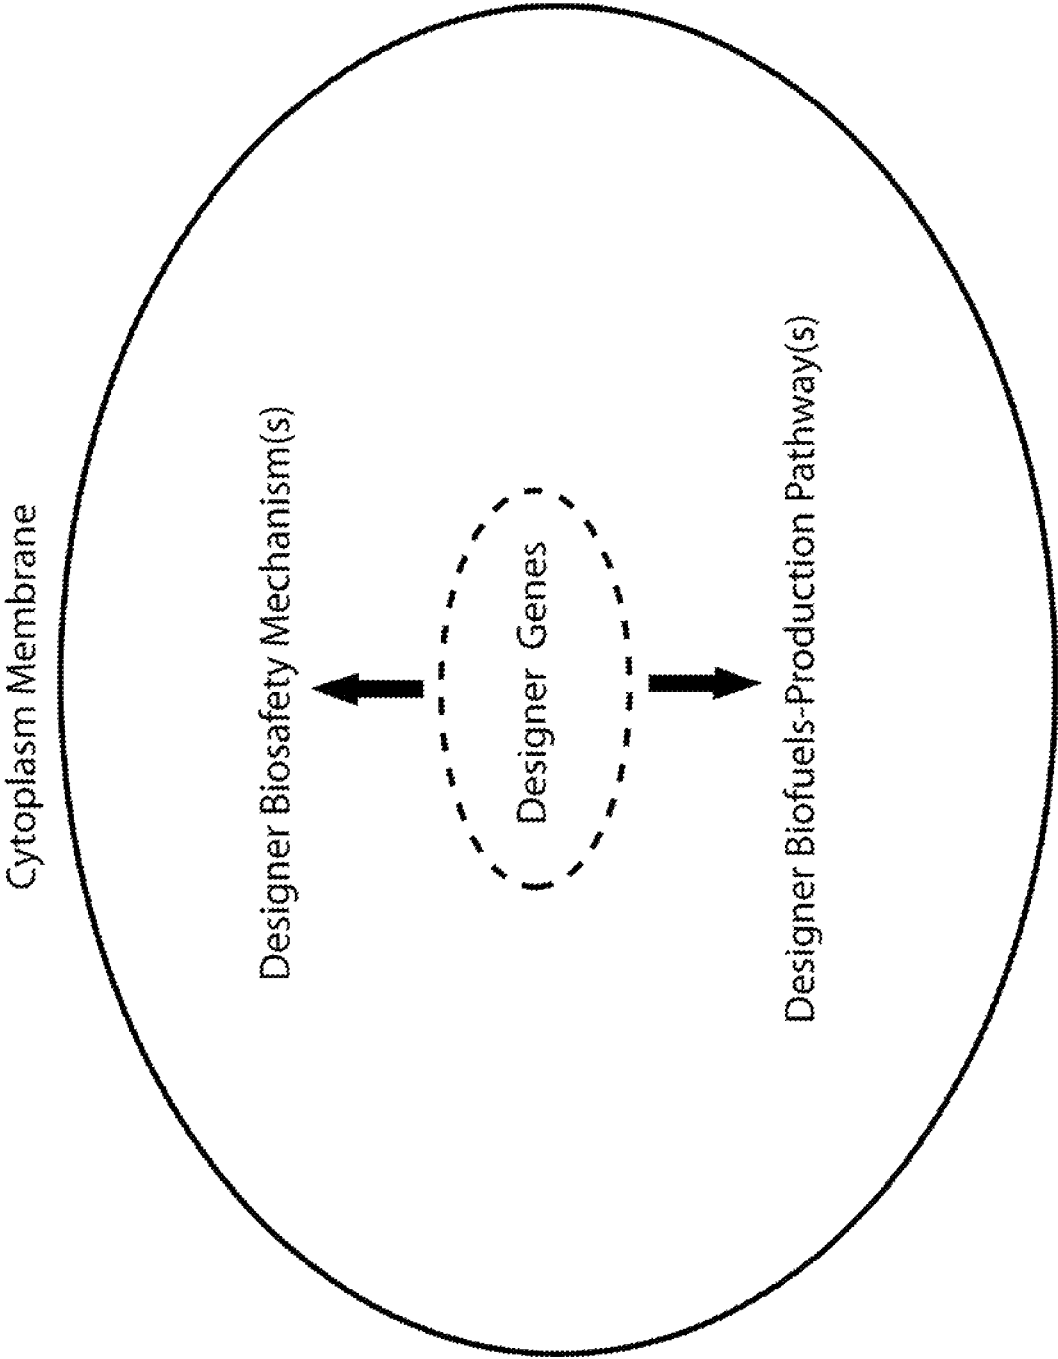 Cytoplasm Membrane
Designer Biosafety Mechanism(s)
Designer Genes
Designer Biofuels-Production Pathway(s)